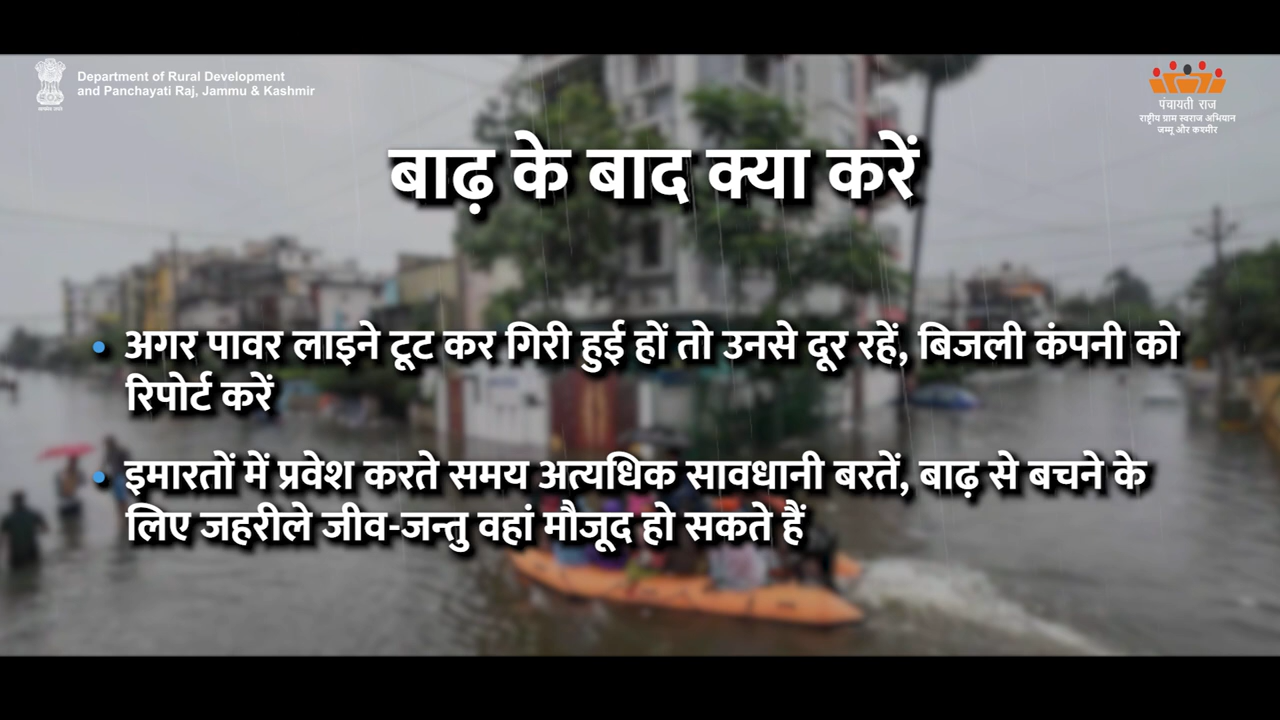 Department of Rural Development
and Panchayati Raj, Jammu & Kashmir
पंचायती राज
राष्ट्रीय ग्राम स्वराज अभियान
जम्मू और कश्मीर
बाढ़ के बाद क्या करें
• अगर पावर लाइने टूट कर गिरी हुई हों तो उनसे दूर रहें, बिजली कंपनी को
रिपोर्ट करें
• इमारतों में प्रवेश करते समय अत्यधिक सावधानी बरतें, बाढ़ से बचने के
लिए जहरीले जीव-जन्तु वहां मौजूद हो सकते हैं